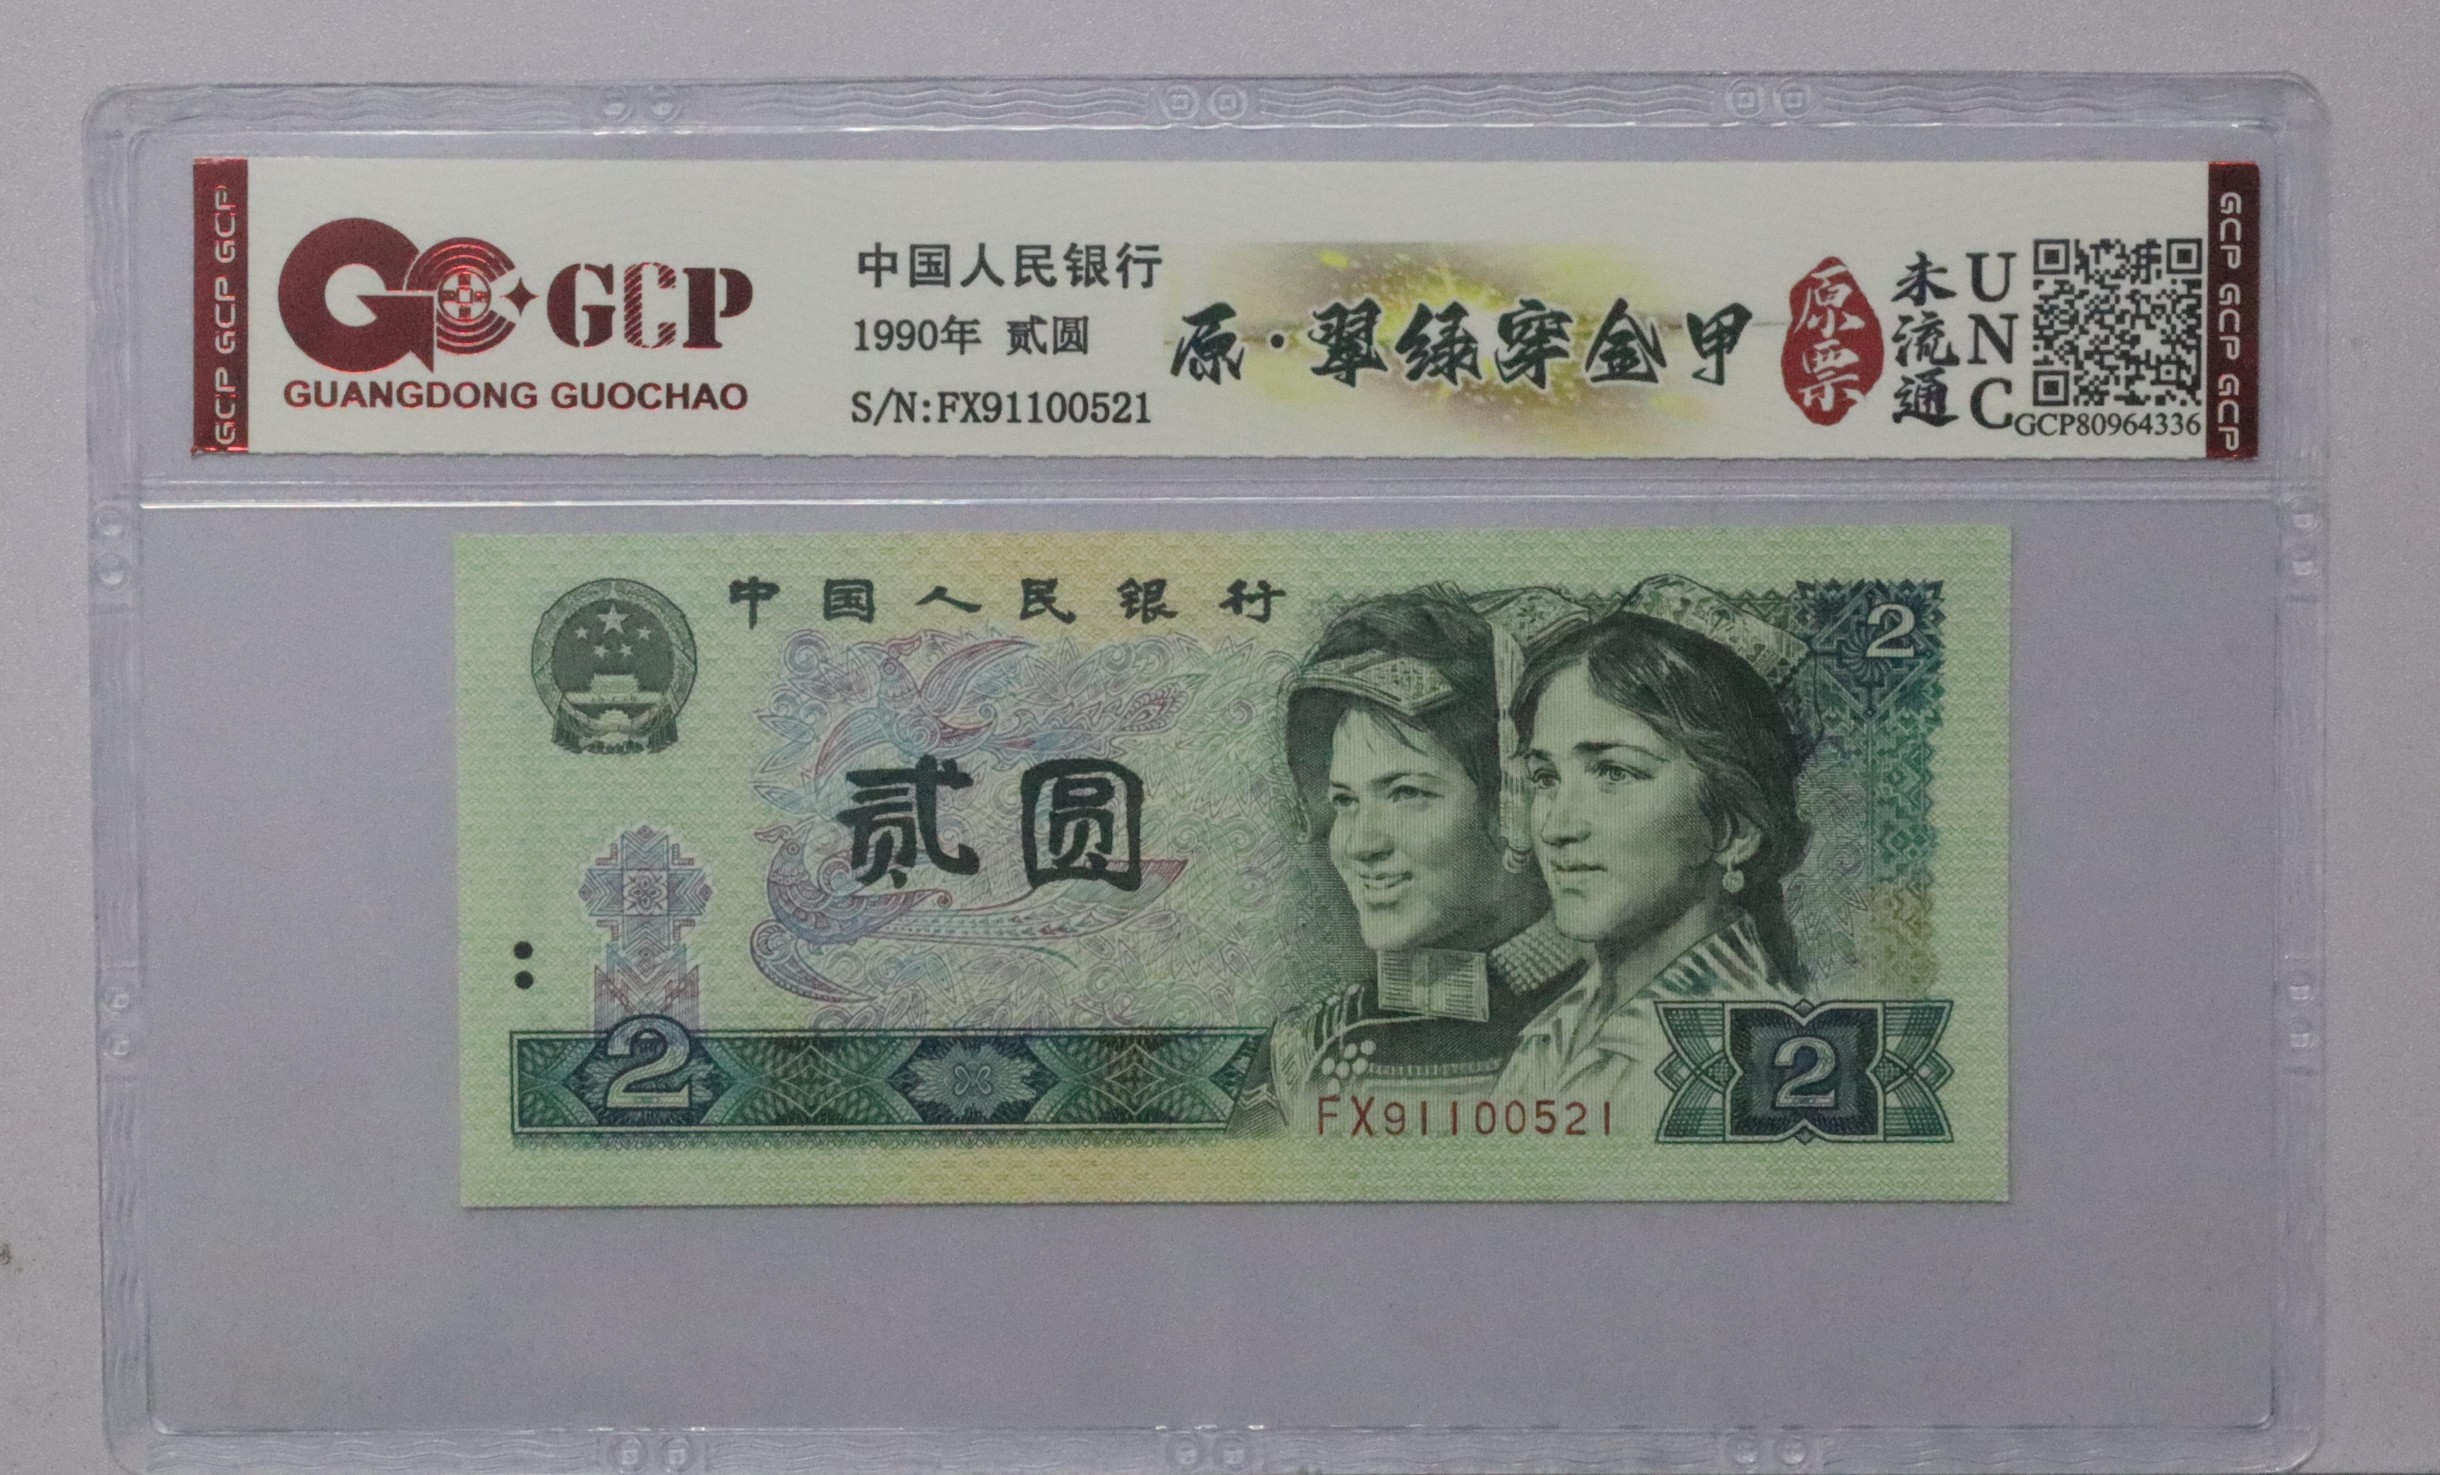 GCP GCP GCP
GCP
GUANGDONG GUOCHAO
中国人民银行
1990年 贰圆
S/N:FX91100521
原·翠绿穿金甲
原票
未流通
UNC
GCP80964336
GCP GCP GCP
中国人民银行
2
贰圆
2
FX91100521
2